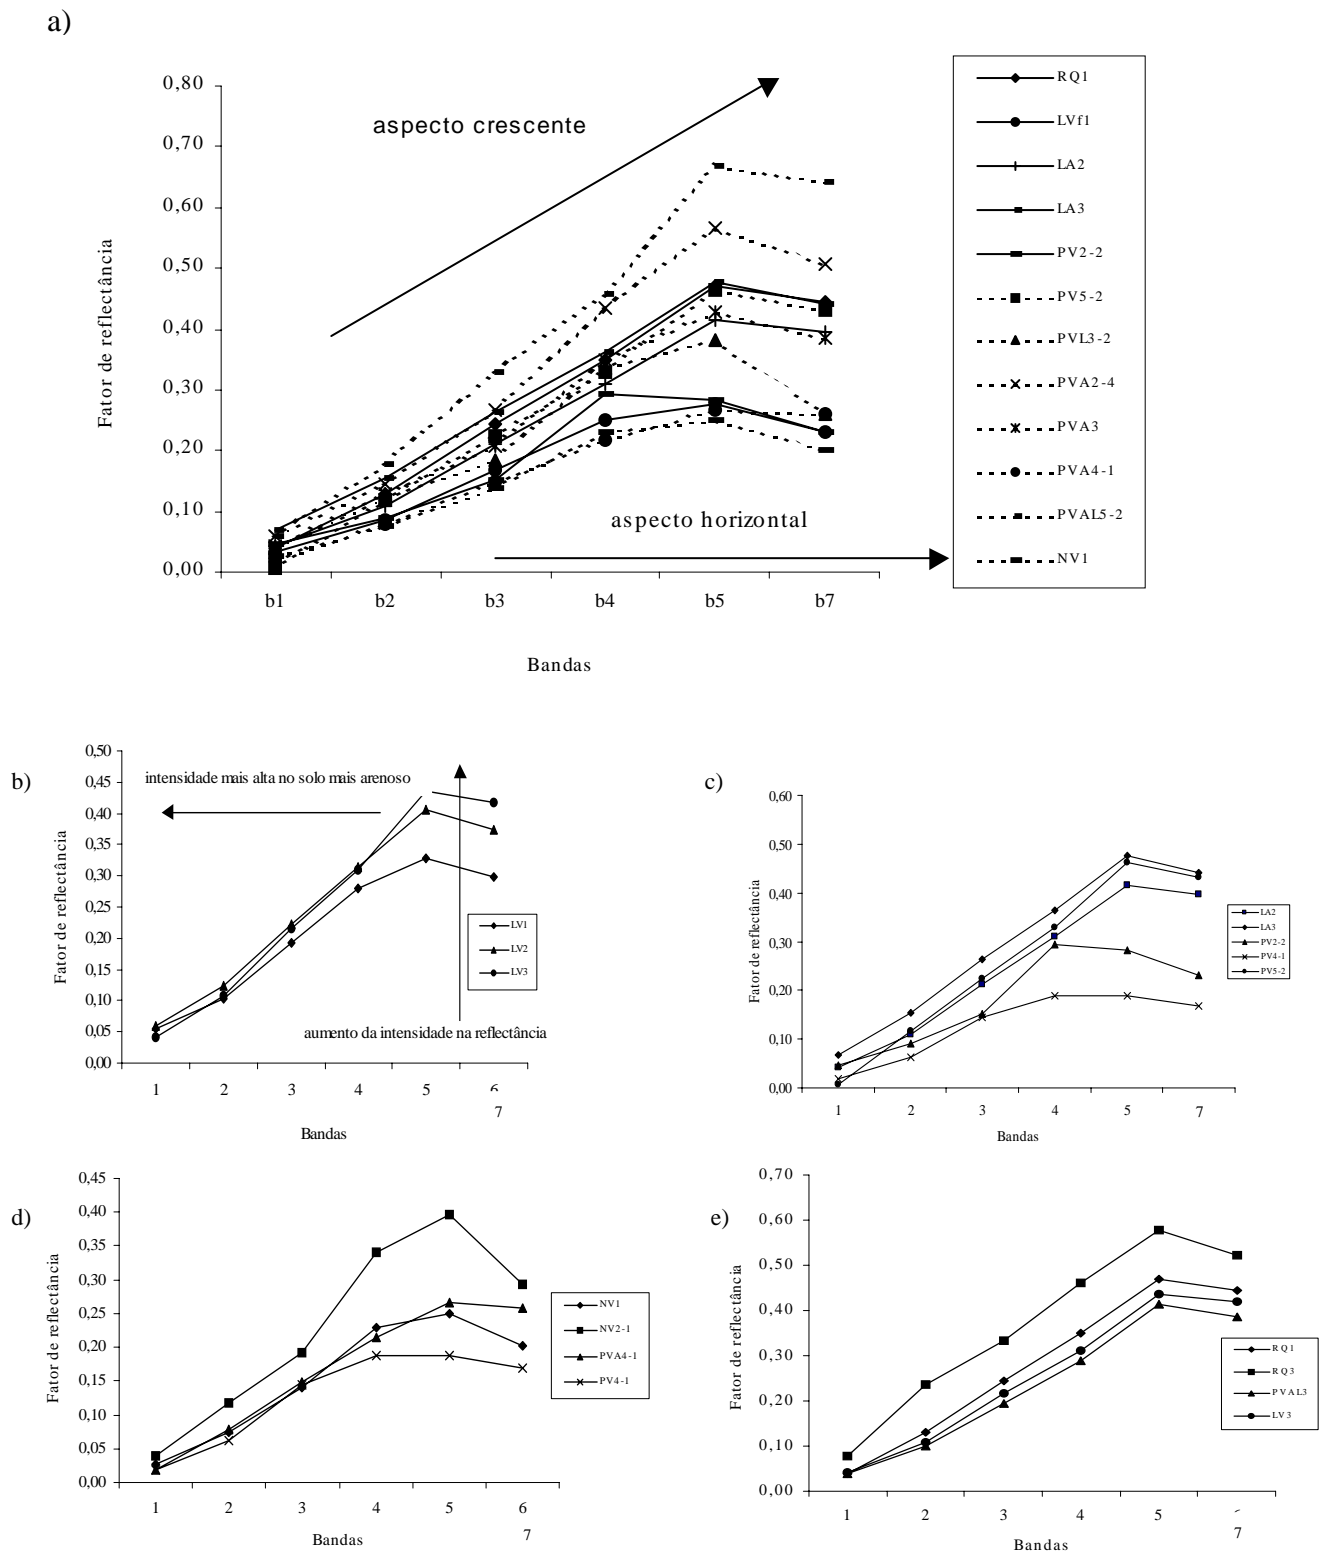 a)
0,80
0,70
0,60
0,50
0,40
0,30
0,20
0,10
0,00
Fator de reflectância
aspecto crescente
aspecto horizontal
b1 b2 b3 b4 b5 b7
Bandas
RQ1
LVf1
LA2
LA3
PV2-2
PV5-2
PVL3-2
PVA2-4
PVA3
PVA4-1
PVAL5-2
NV1
b)
0,50
0,45
0,40
0,35
0,30
0,25
0,20
0,15
0,10
0,05
0,00
Fator de reflectância
intensidade mais alta no solo mais arenoso
aumento da intensidade na reflectância
LV1
LV2
LV3
1 2 3 4 5
7
Bandas
c)
0,60
0,50
0,40
0,30
0,20
0,10
0,00
Fator de reflectância
LA2
LA3
PV2-2
PV4-1
PV5-2
1 2 3 4 5 7
Bandas
d)
0,45
0,40
0,35
0,30
0,25
0,20
0,15
0,10
0,05
0,00
Fator de reflectância
NV1
NV2-1
PVA4-1
PV4-1
1 2 3 4 5 6
7
Bandas
e)
0,70
0,60
0,50
0,40
0,30
0,20
0,10
0,00
Fator de reflectância
RQ1
RQ3
PVAL3
LV3
1 2 3 4 5
7
Bandas